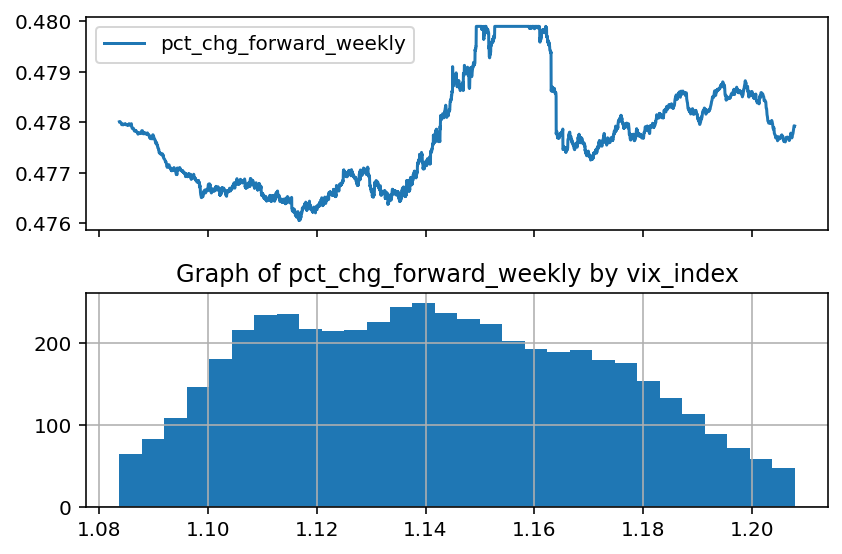 0.480
pct_chg_forward_weekly
0.479
0.478
0.477
0.476
Graph of pct_chg_forward_weekly by vix_index
200
100
0
1.08 1.10 1.12 1.14 1.16 1.18 1.20